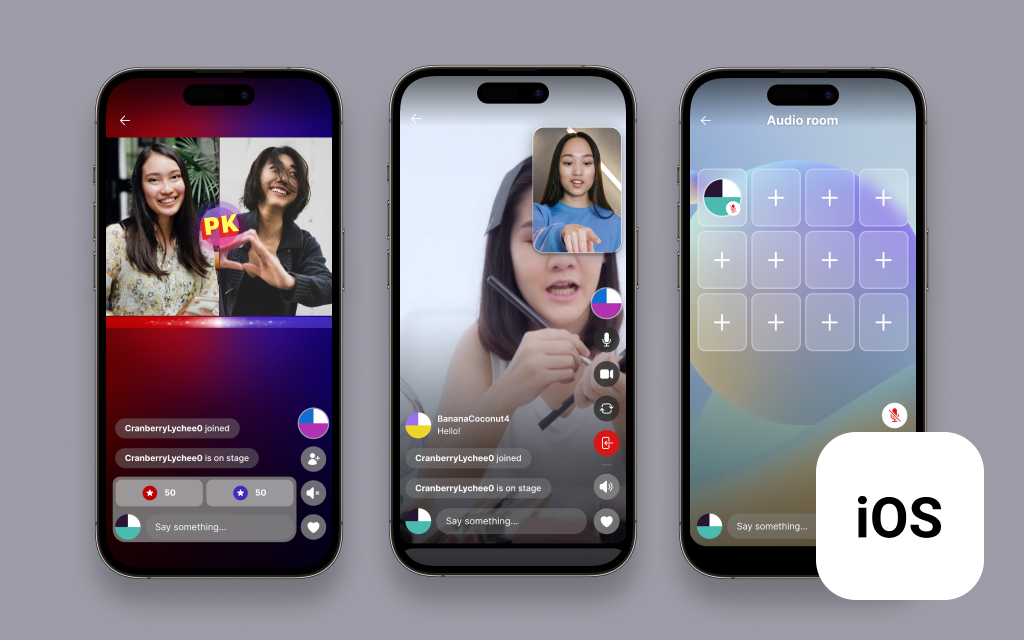 PK
CranberryLychee0 joined
CranberryLychee0 is on stage
50
50
Say something...
BananaCoconut4
Hello!
CranberryLychee0 joined
CranberryLychee0 is on stage
Say something...
Audio room
Say something...
iOS